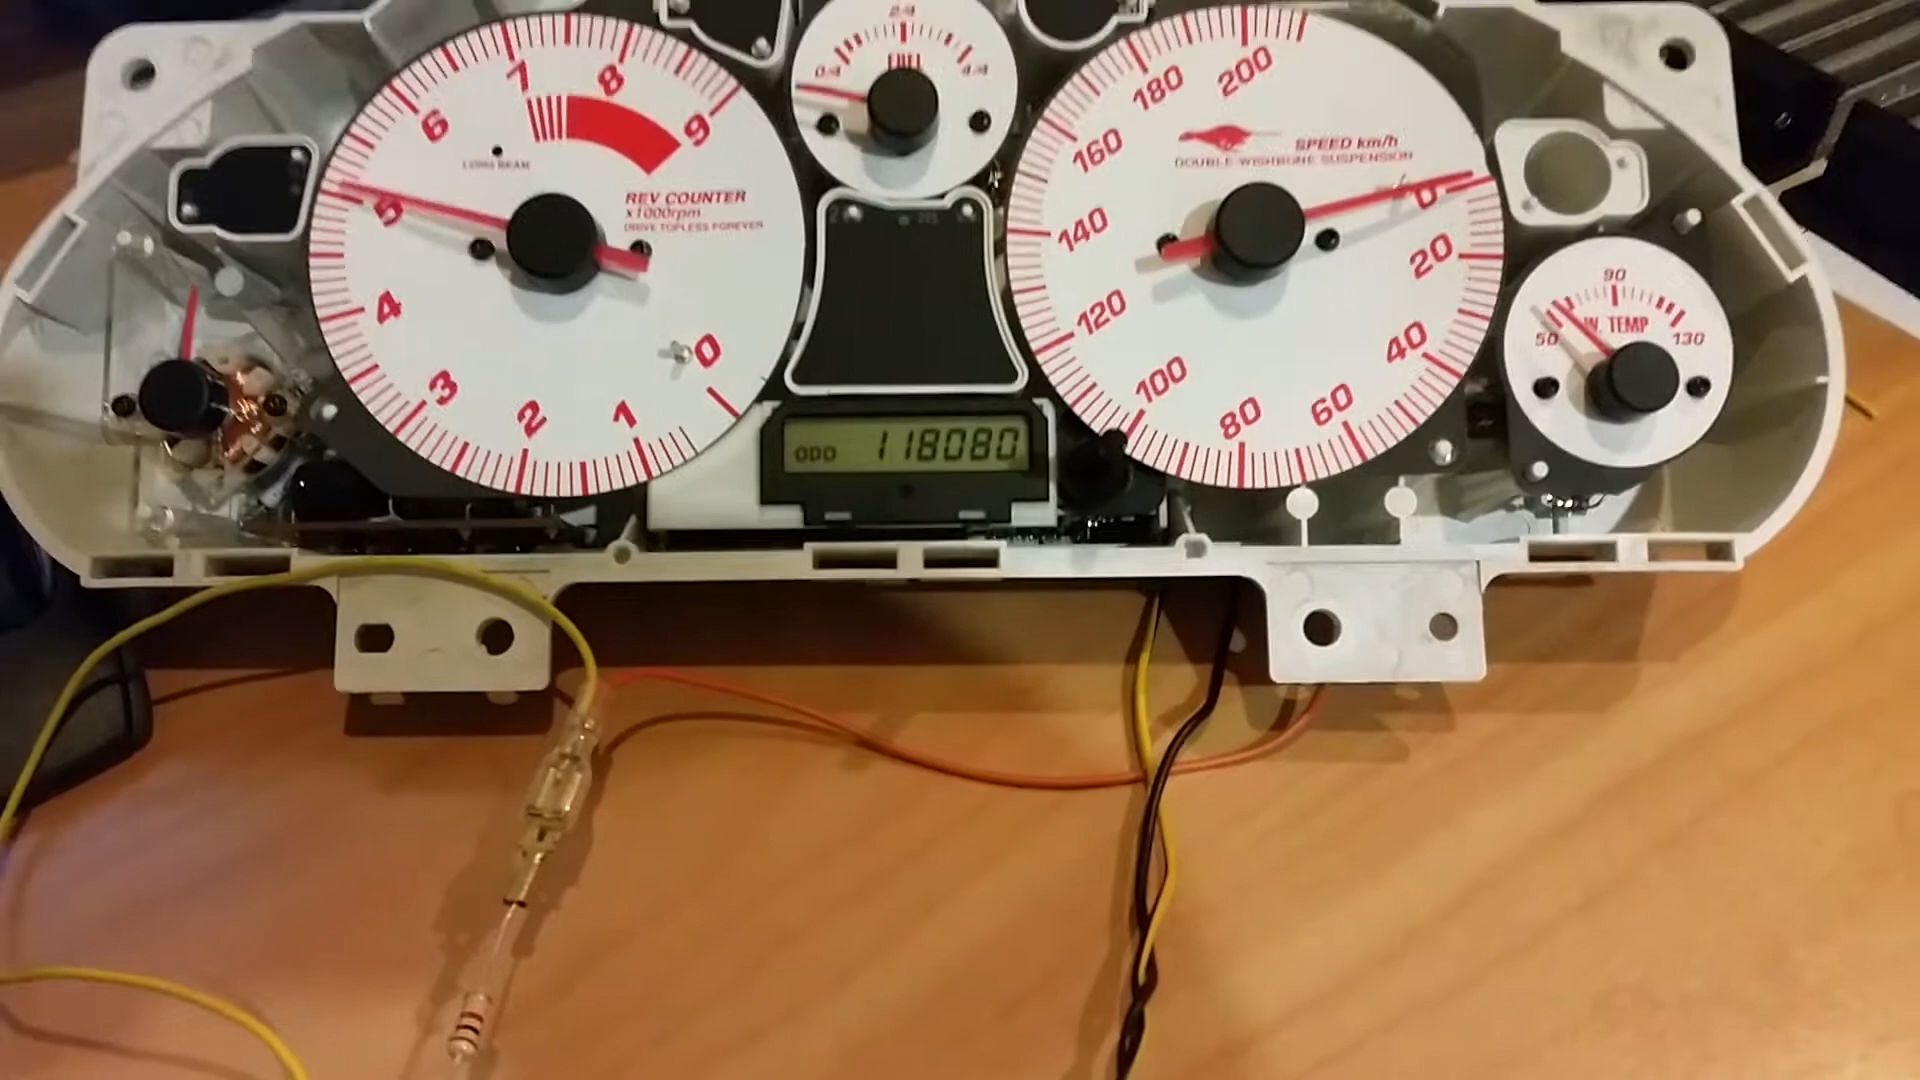 7 8 9
6
5
4
3
2
1
0
LONG BEAM
REV COUNTER
x1000rpm
DRIVE TOPLESS FOREVER
0/4 2/4 4/4
FUEL
200
180
160
140
120
100
80
60
40
20
0
SPEED km/h
DOUBLE-WISHBONE SUSPENSION
90
W. TEMP
50 130
ODO 118080